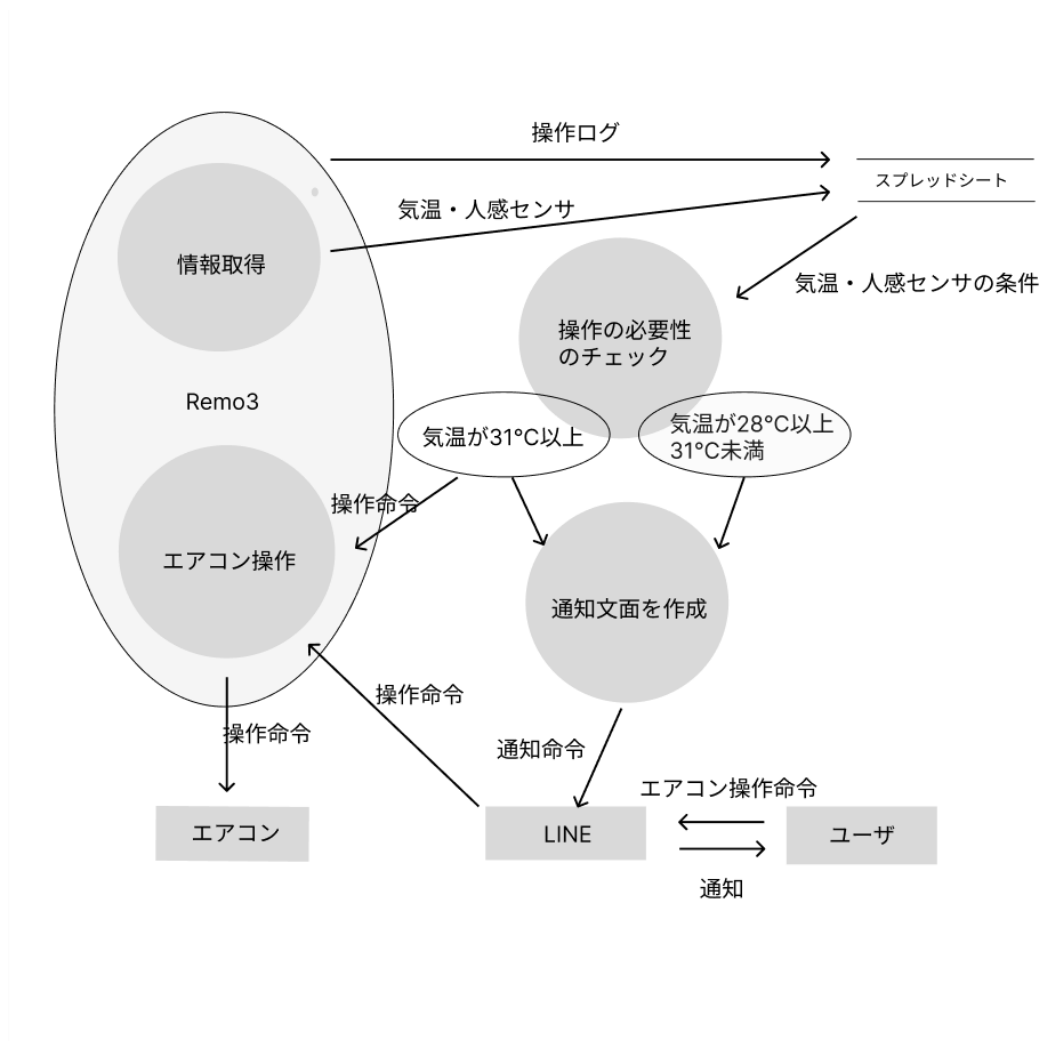 操作ログ
スプレッドシート
気温・人感センサ
情報取得
気温・人感センサの条件
操作の必要性
のチェック
Remo3
気温が31℃以上
気温が28℃以上
31℃未満
操作命令
エアコン操作
通知文面を作成
操作命令
操作命令
通知命令
エアコン操作命令
エアコン
LINE
ユーザ
通知